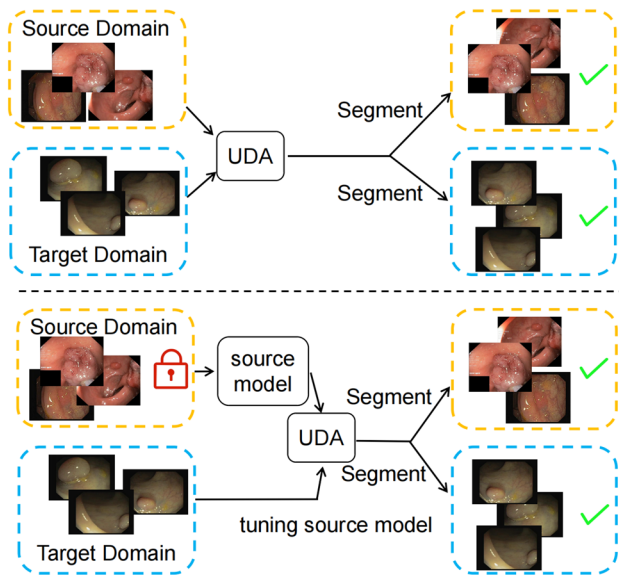 Source Domain
Segment
UDA
Segment
Target Domain
Source Domain
source
model
Segment
UDA
Segment
tuning source model
Target Domain